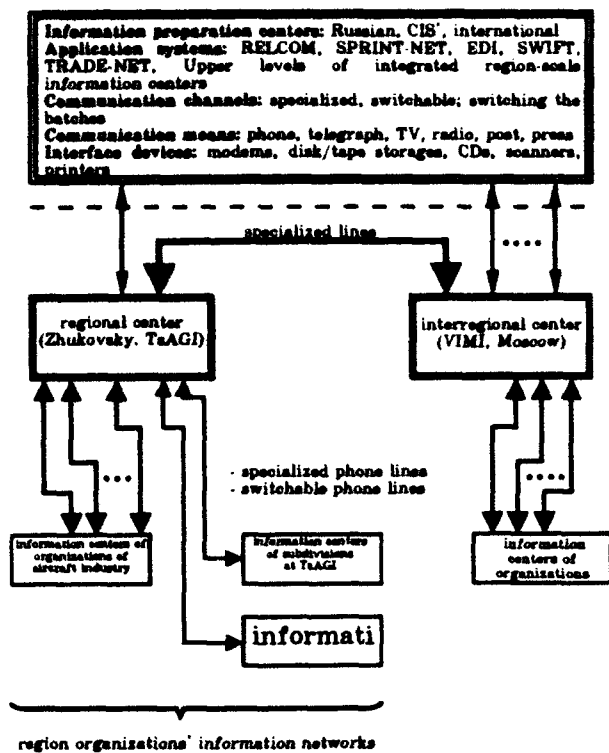 Information preparation centers: Russian, CIS', international
Application systems: RELCOM, SPRINT-NET, EDI, SWIFT,
TRADE-NET, Upper levels of integrated region-scale
information centers
Communication channels: specialized, switchable; switching the
batches
Communication means: phone, telegraph, TV, radio, post, press
Interface devices: modems, disk/tape storages, CDs, scanners,
printers
specialized lines
regional center
(Zhukovsky, TsAGI)
interregional center
(VIMI, Moscow)
- specialized phone lines
- switchable phone lines
information centers of
organizations of
aircraft industry
information centers
of subdivisions
at TsAGI
information
centers of
organizations
informati
region organizations' information networks